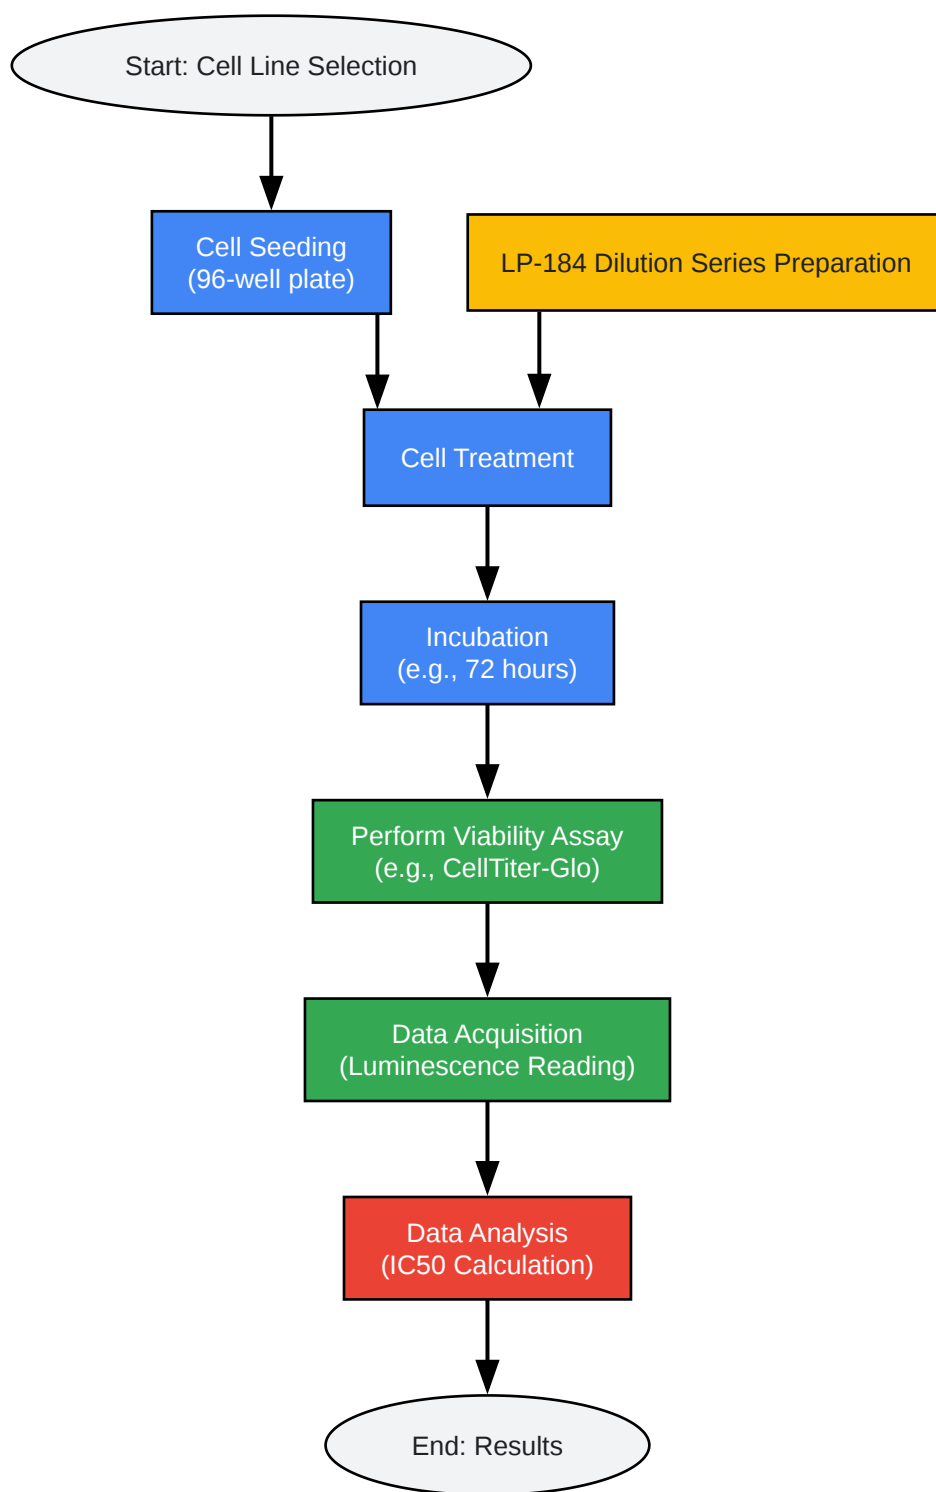 Start: Cell Line Selection
Cell Seeding
(96-well plate)
LP-184 Dilution Series Preparation
Cell Treatment
Incubation
(e.g., 72 hours)
Perform Viability Assay
(e.g., CellTiter-Glo)
Data Acquisition
(Luminescence Reading)
Data Analysis
(IC50 Calculation)
End: Results